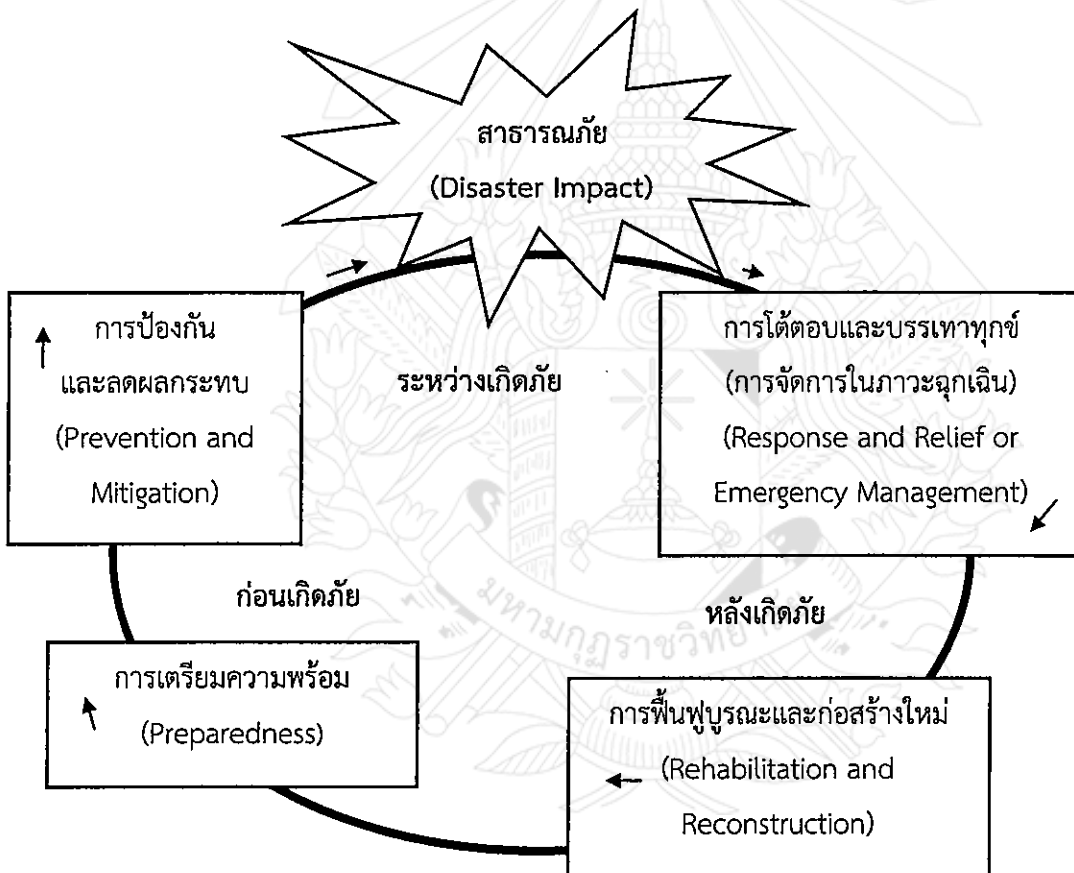 สาธารณภัย
(Disaster Impact)
การป้องกัน
และลดผลกระทบ
(Prevention and
Mitigation)
ระหว่างเกิดภัย
การโต้ตอบและบรรเทาทุกข์
(การจัดการในภาวะฉุกเฉิน)
(Response and Relief or
Emergency Management)
ก่อนเกิดภัย
หลังเกิดภัย
การเตรียมความพร้อม
(Preparedness)
การฟื้นฟูบูรณะและก่อสร้างใหม่
(Rehabilitation and
Reconstruction)